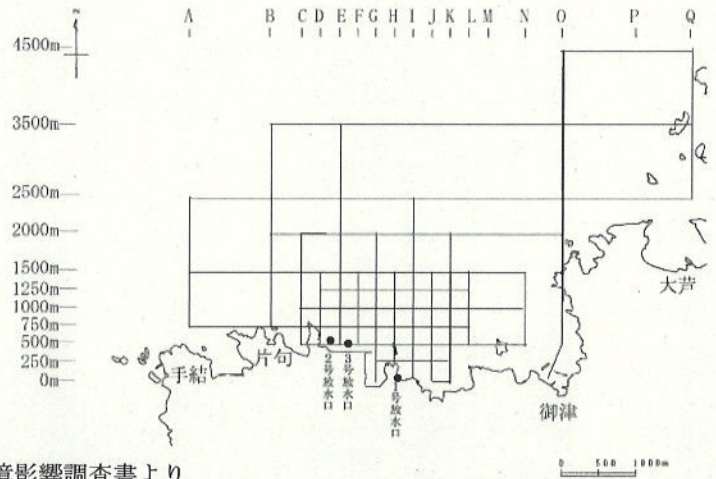 A B C D E F G H I J K L M N O P Q
4500m
3500m
2500m
2000m
1500m
1250m
1000m
750m
500m
250m
0m
手結
片句
2号放水口
3号放水口
1号放水口
御津
大芦
0 500 1000m
境影響調査書より